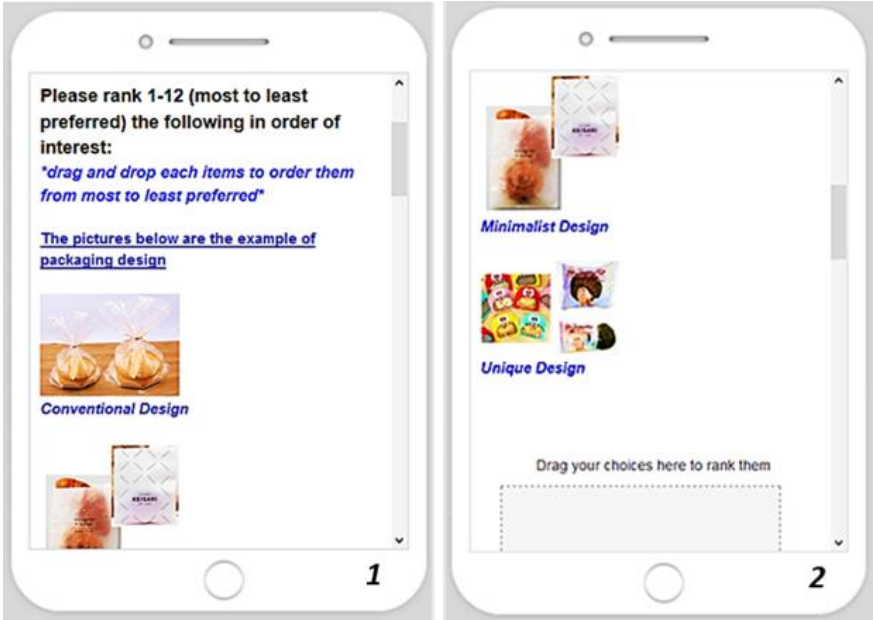 Please rank 1-12 (most to least
preferred) the following in order of
interest:
*drag and drop each items to order them
from most to least preferred*
The pictures below are the example of
packaging design
Conventional Design
1
Minimalist Design
Unique Design
Drag your choices here to rank them
2